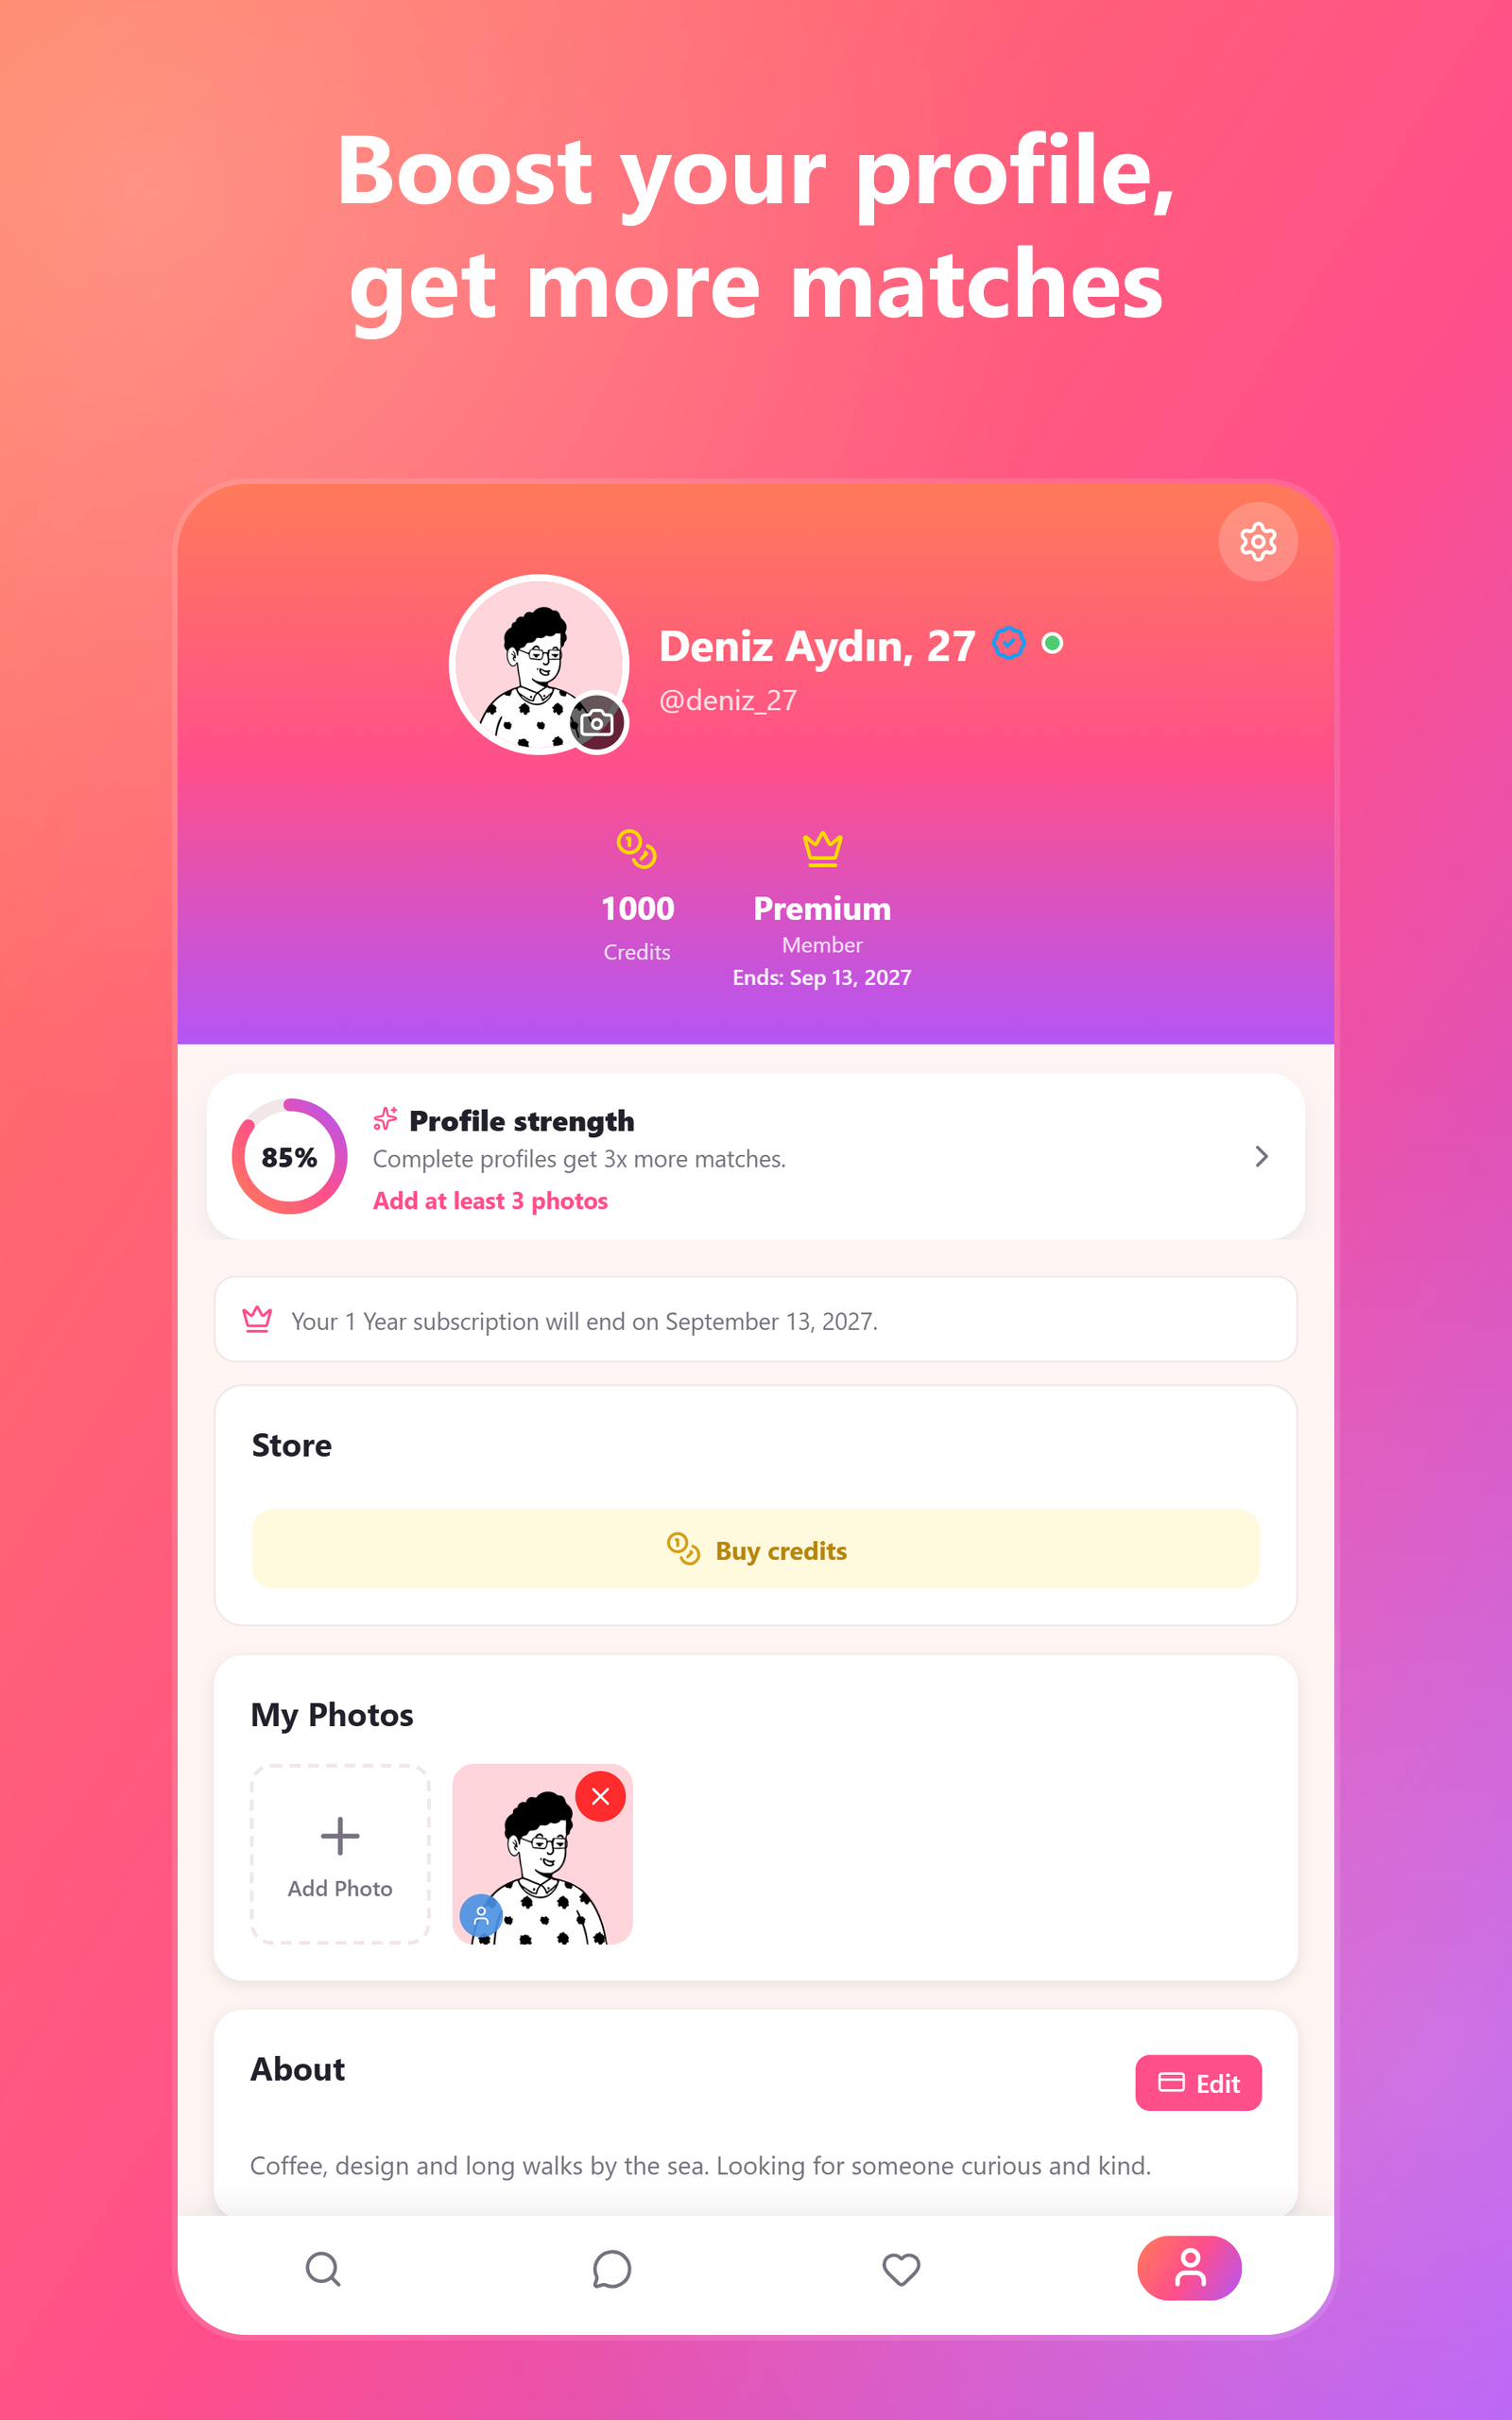 Boost your profile,
get more matches
Deniz Aydın, 27
@deniz_27
1000
Credits
Premium
Member
Ends: Sep 13, 2027
85%
Profile strength
Complete profiles get 3x more matches.
Add at least 3 photos
Your 1 Year subscription will end on September 13, 2027.
Store
Buy credits
My Photos
Add Photo
About
Edit
Coffee, design and long walks by the sea. Looking for someone curious and kind.